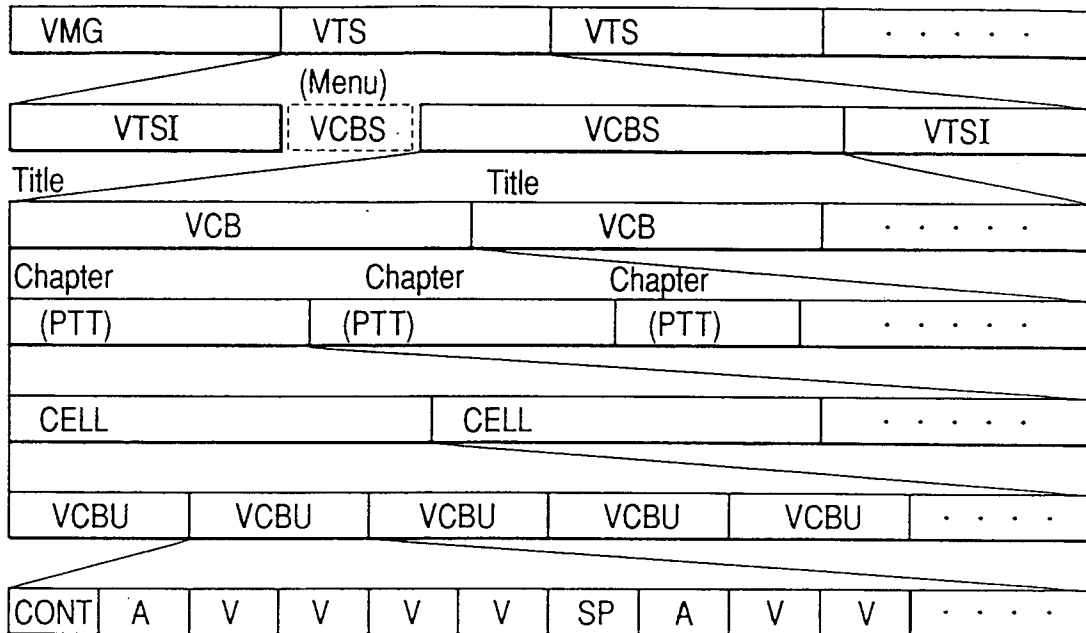 VMG VTS VTS . . . . .
(Menu)
VTSI VCBS VCBS VTSI
Title Title
VCB VCB . . . . .
Chapter Chapter Chapter
(PTT) (PTT) (PTT) . . . . .
CELL CELL . . . . .
VCBU VCBU VCBU VCBU VCBU . . . .
CONT A V V V V SP A V V . . . .